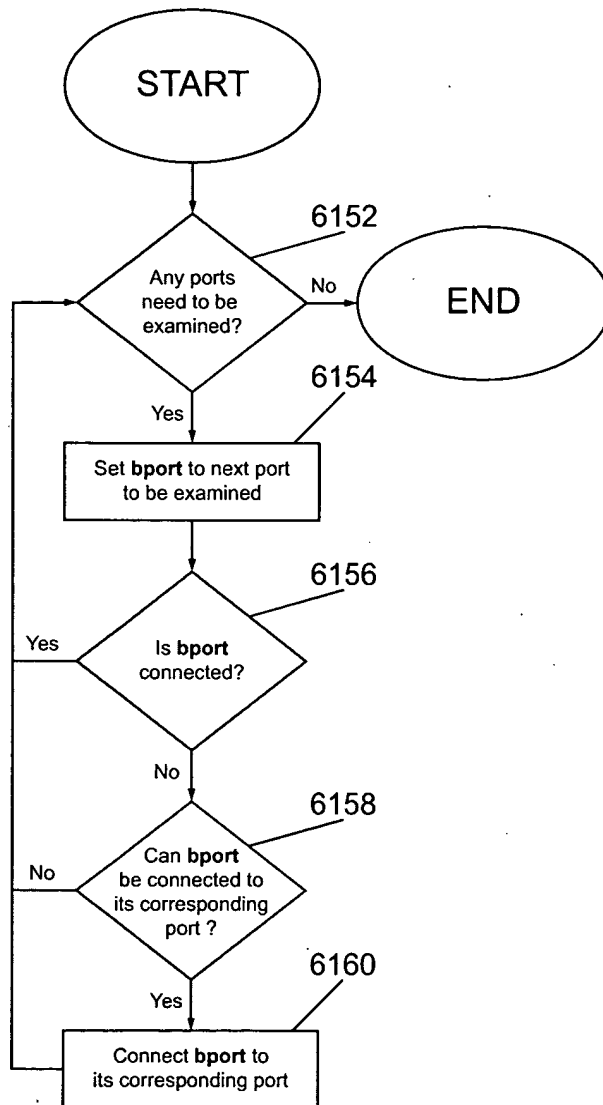 START
6152
Any ports
need to be
examined?
No
END
6154
Yes
Set bport to next port
to be examined
6156
Yes
Is bport
connected?
No
6158
No
Can bport
be connected to
its corresponding
port ?
6160
Yes
Connect bport to
its corresponding port